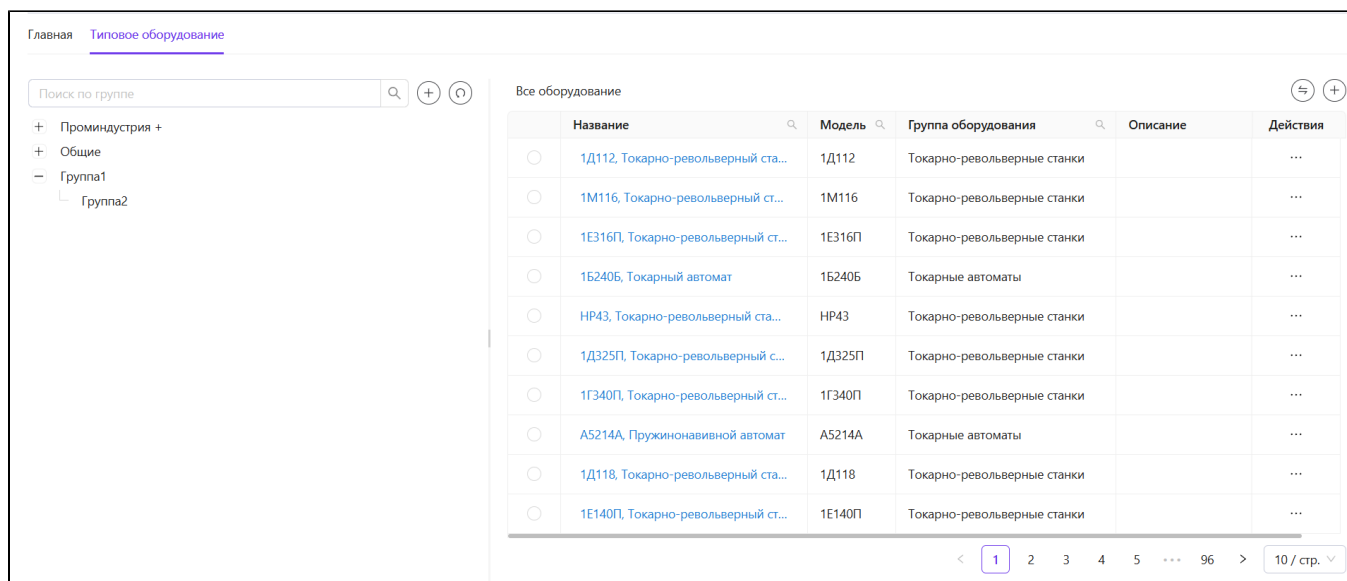 Главная Типовое оборудование
Поиск по группе
Проминдустрия +
Общие
Группа1
Группа2
Все оборудование
Название Модель Группа оборудования Описание Действия
1Д112, Токарно-револьверный ста... 1Д112 Токарно-револьверные станки ...
1М116, Токарно-револьверный ст... 1М116 Токарно-револьверные станки ...
1Е316П, Токарно-револьверный ст... 1Е316П Токарно-револьверные станки ...
1Б240Б, Токарный автомат 1Б240Б Токарные автоматы ...
НР43, Токарно-револьверный ста... НР43 Токарно-револьверные станки ...
1Д325П, Токарно-револьверный с... 1Д325П Токарно-револьверные станки ...
1Г340П, Токарно-револьверный ст... 1Г340П Токарно-револьверные станки ...
А5214А, Пружинонавивной автомат А5214А Токарные автоматы ...
1Д118, Токарно-револьверный ста... 1Д118 Токарно-револьверные станки ...
1Е140П, Токарно-револьверный ст... 1Е140П Токарно-револьверные станки ...
< 1 2 3 4 5 ••• 96 > 10 / стр.